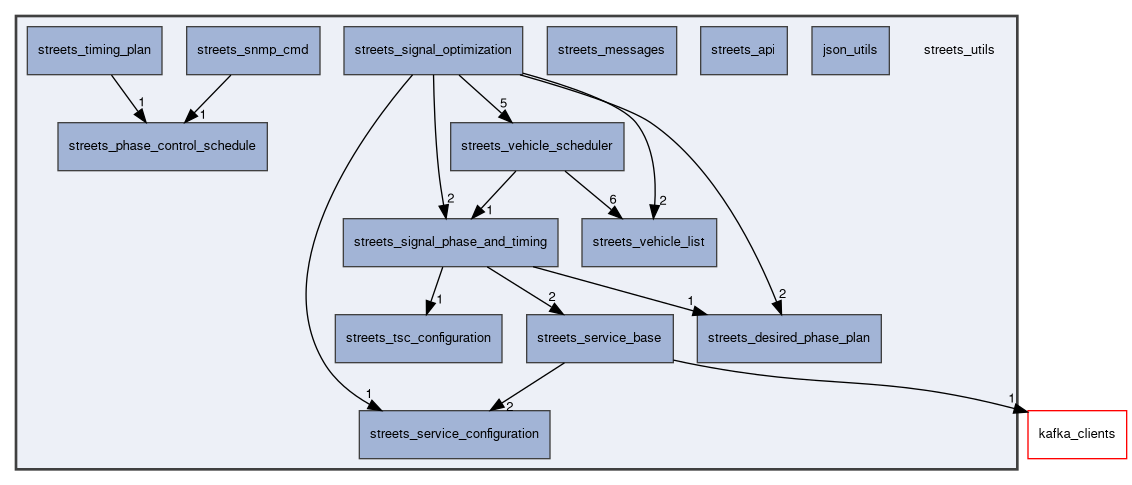 streets_timing_plan
streets_snmp_cmd
streets_signal_optimization
streets_messages
streets_api
json_utils
streets_utils
1
1
5
streets_phase_control_schedule
streets_vehicle_scheduler
2
1
6
2
streets_signal_phase_and_timing
streets_vehicle_list
1
2
1
2
streets_tsc_configuration
streets_service_base
streets_desired_phase_plan
1
2
1
streets_service_configuration
kafka_clients